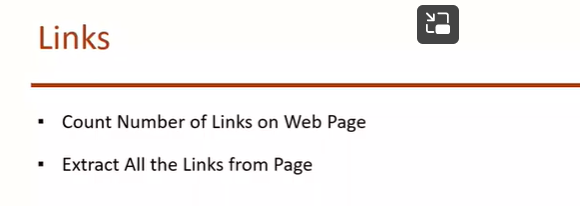 Links
▪ Count Number of Links on Web Page
▪ Extract All the Links from Page